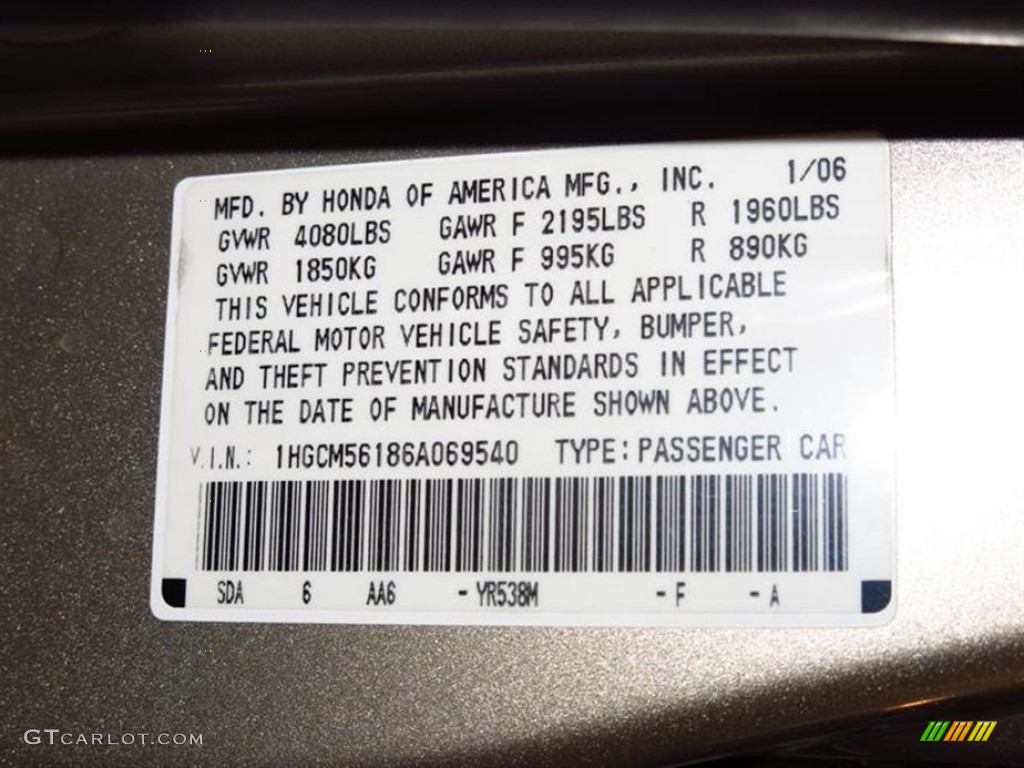 MFD. BY HONDA OF AMERICA MFG., INC. 1/06
GVWR 4080LBS GAWR F 2195LBS R 1960LBS
GVWR 1850KG GAWR F 995KG R 890KG
THIS VEHICLE CONFORMS TO ALL APPLICABLE
FEDERAL MOTOR VEHICLE SAFETY, BUMPER,
AND THEFT PREVENTION STANDARDS IN EFFECT
ON THE DATE OF MANUFACTURE SHOWN ABOVE.
V.I.N.: 1HGCM56186A069540 TYPE: PASSENGER CAR
SDA 6 AA6 -YR538M -F -A
GTCARLOT.COM